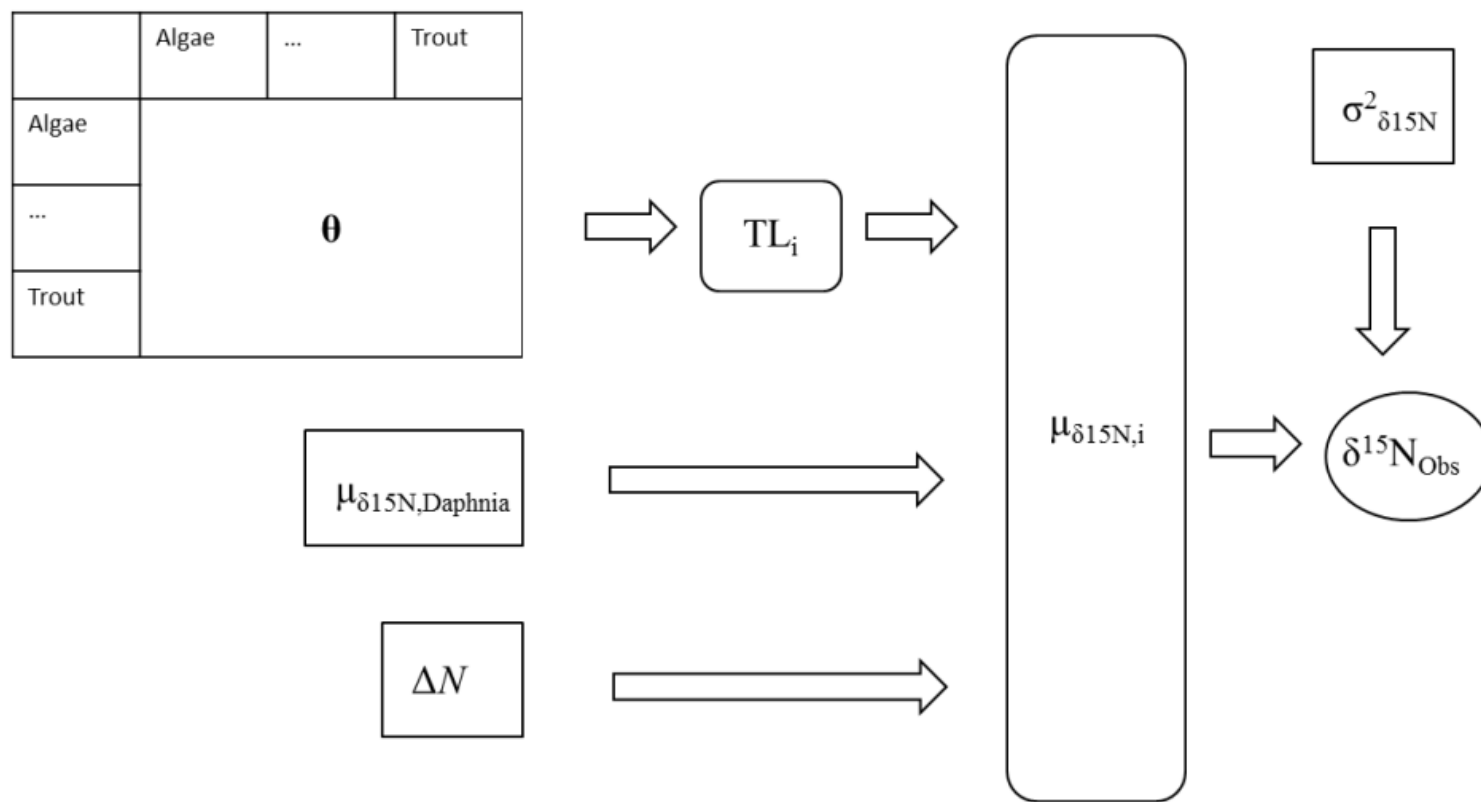 Algae ... Trout
Algae
...
Trout
θ
TLᵢ
μδ15N,Daphnia
ΔN
μδ15N,i
σ²δ15N
δ¹⁵NObs